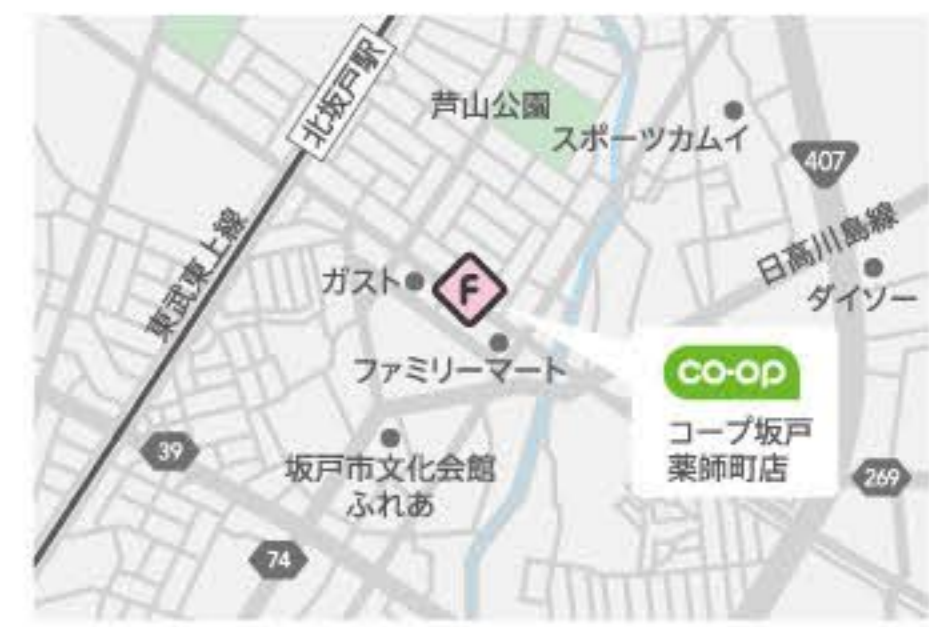 北坂戸駅
芦山公園
スポーツカムイ
407
日高川島線
東武東上線
ガスト
F
ダイソー
ファミリーマート
co-op
コープ坂戸
薬師町店
39
坂戸市文化会館
ふれあ
269
74